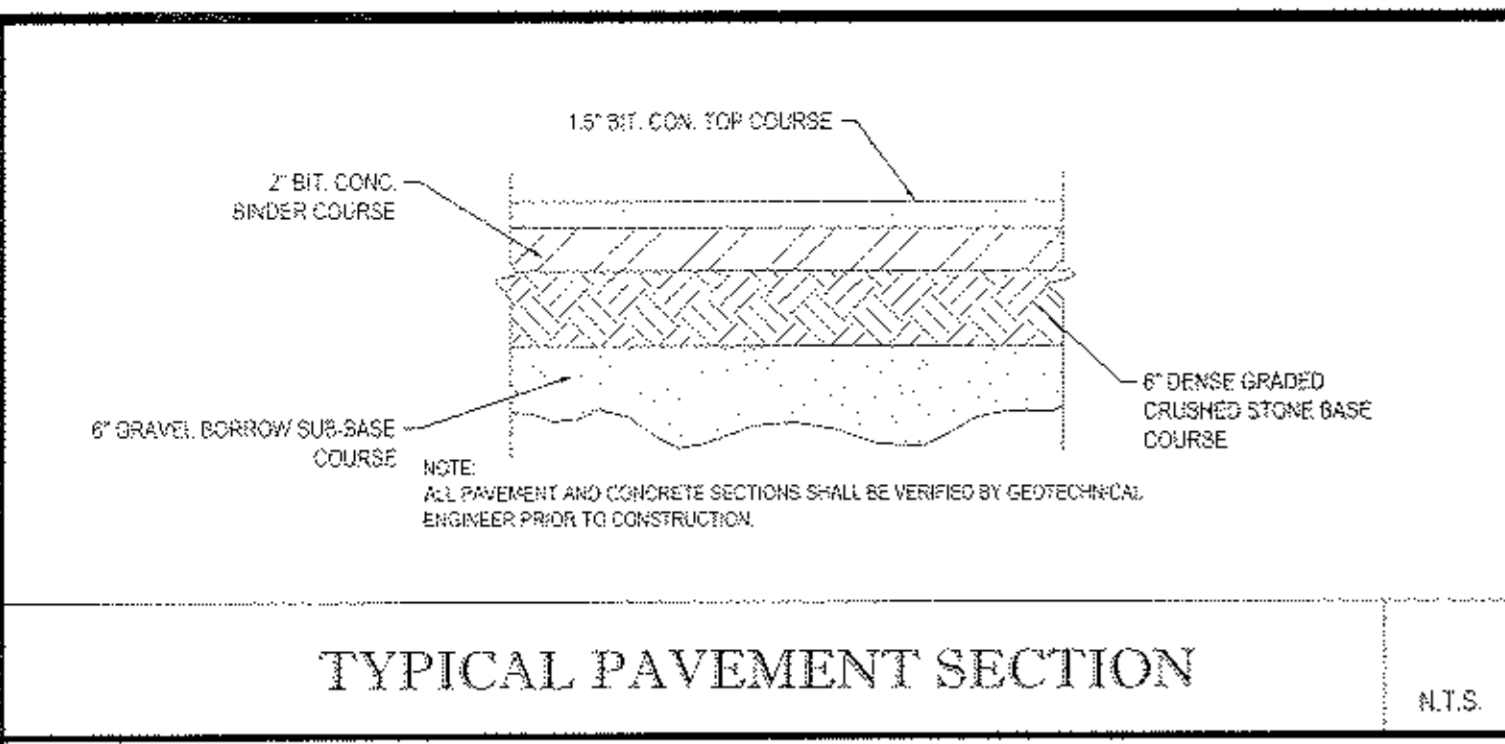 1.5" BIT. CON. TOP COURSE
2" BIT. CONC.
BINDER COURSE
6" DENSE GRADED
CRUSHED STONE BASE
COURSE
6" GRAVEL BORROW SUB-BASE
COURSE
NOTE:
ALL PAVEMENT AND CONCRETE SECTIONS SHALL BE VERIFIED BY GEOTECHNICAL
ENGINEER PRIOR TO CONSTRUCTION.
TYPICAL PAVEMENT SECTION
N.T.S.